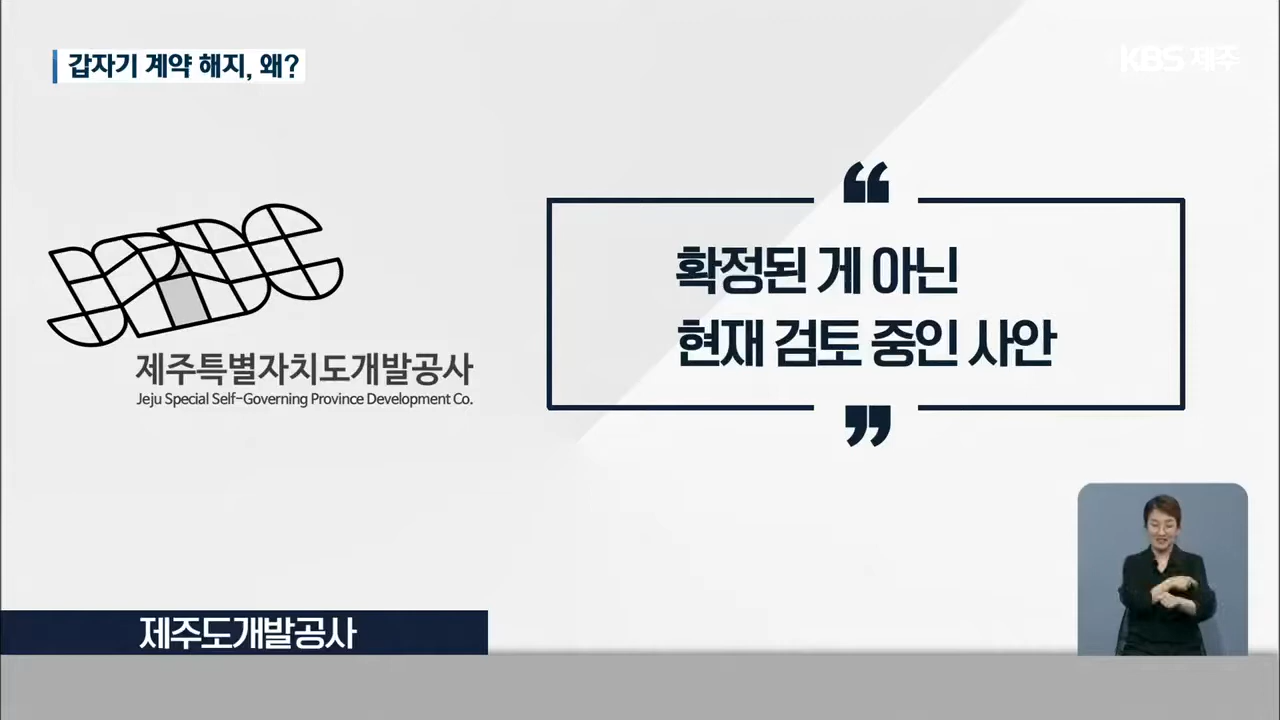 갑자기 계약 해지, 왜?
KBS 제주
“
확정된 게 아닌
현재 검토 중인 사안
”
JPDC
제주특별자치도개발공사
Jeju Special Self-Governing Province Development Co.
제주도개발공사